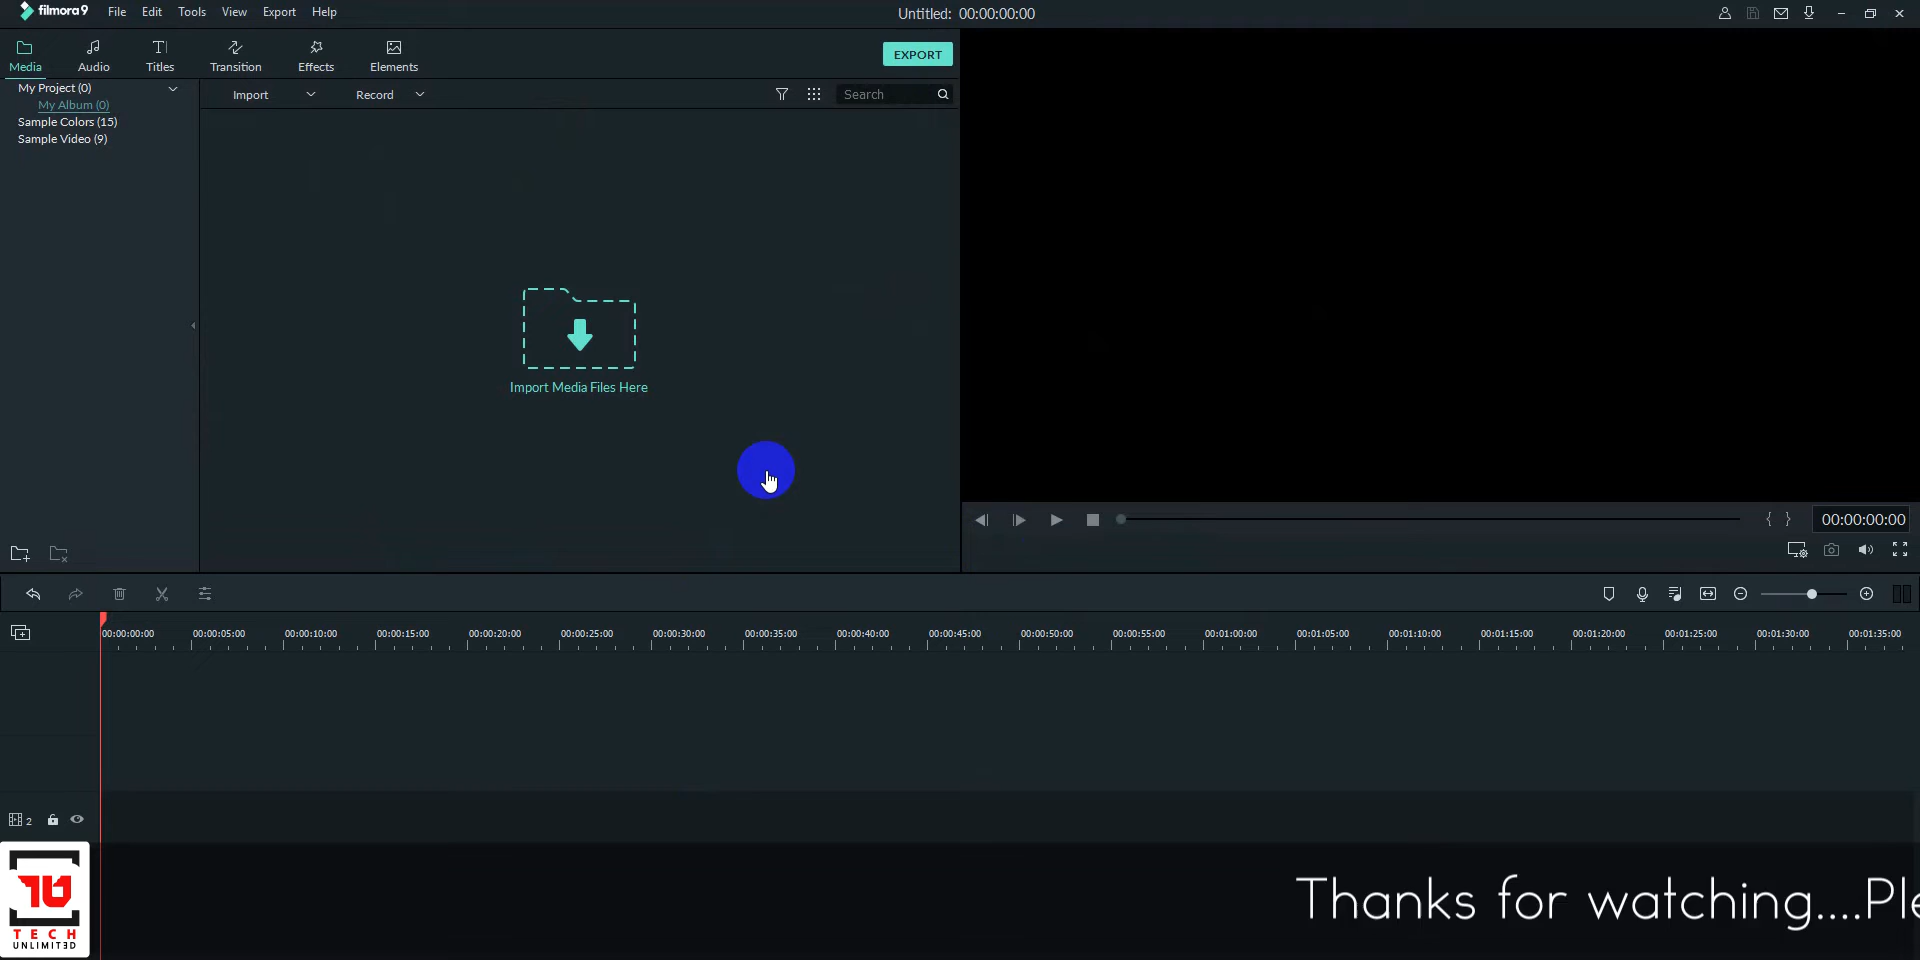 filmora9 File Edit Tools View Export Help Untitled: 00:00:00:00
Media Audio Titles Transition Effects Elements EXPORT
My Project (0)
My Album (0)
Sample Colors (15)
Sample Video (9)
Import Record Search
Import Media Files Here
00:00:00:00
00:00:00:00 00:00:05:00 00:00:10:00 00:00:15:00 00:00:20:00 00:00:25:00 00:00:30:00 00:00:35:00 00:00:40:00 00:00:45:00 00:00:50:00 00:00:55:00 00:01:00:00 00:01:05:00 00:01:10:00 00:01:15:00 00:01:20:00 00:01:25:00 00:01:30:00 00:01:35:00
2
TECH
UNLIMIT3D
Thanks for watching....Ple